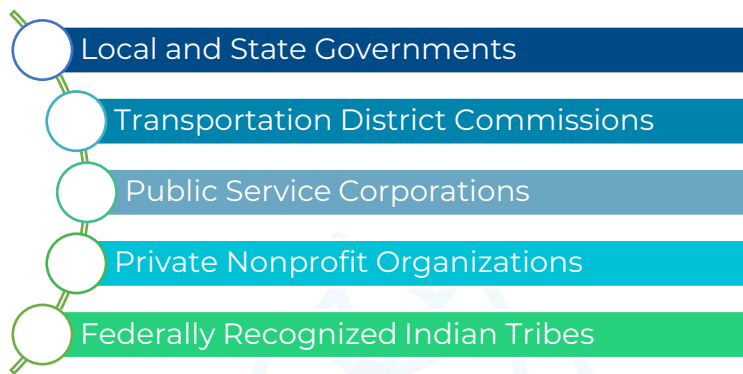 Local and State Governments
Transportation District Commissions
Public Service Corporations
Private Nonprofit Organizations
Federally Recognized Indian Tribes